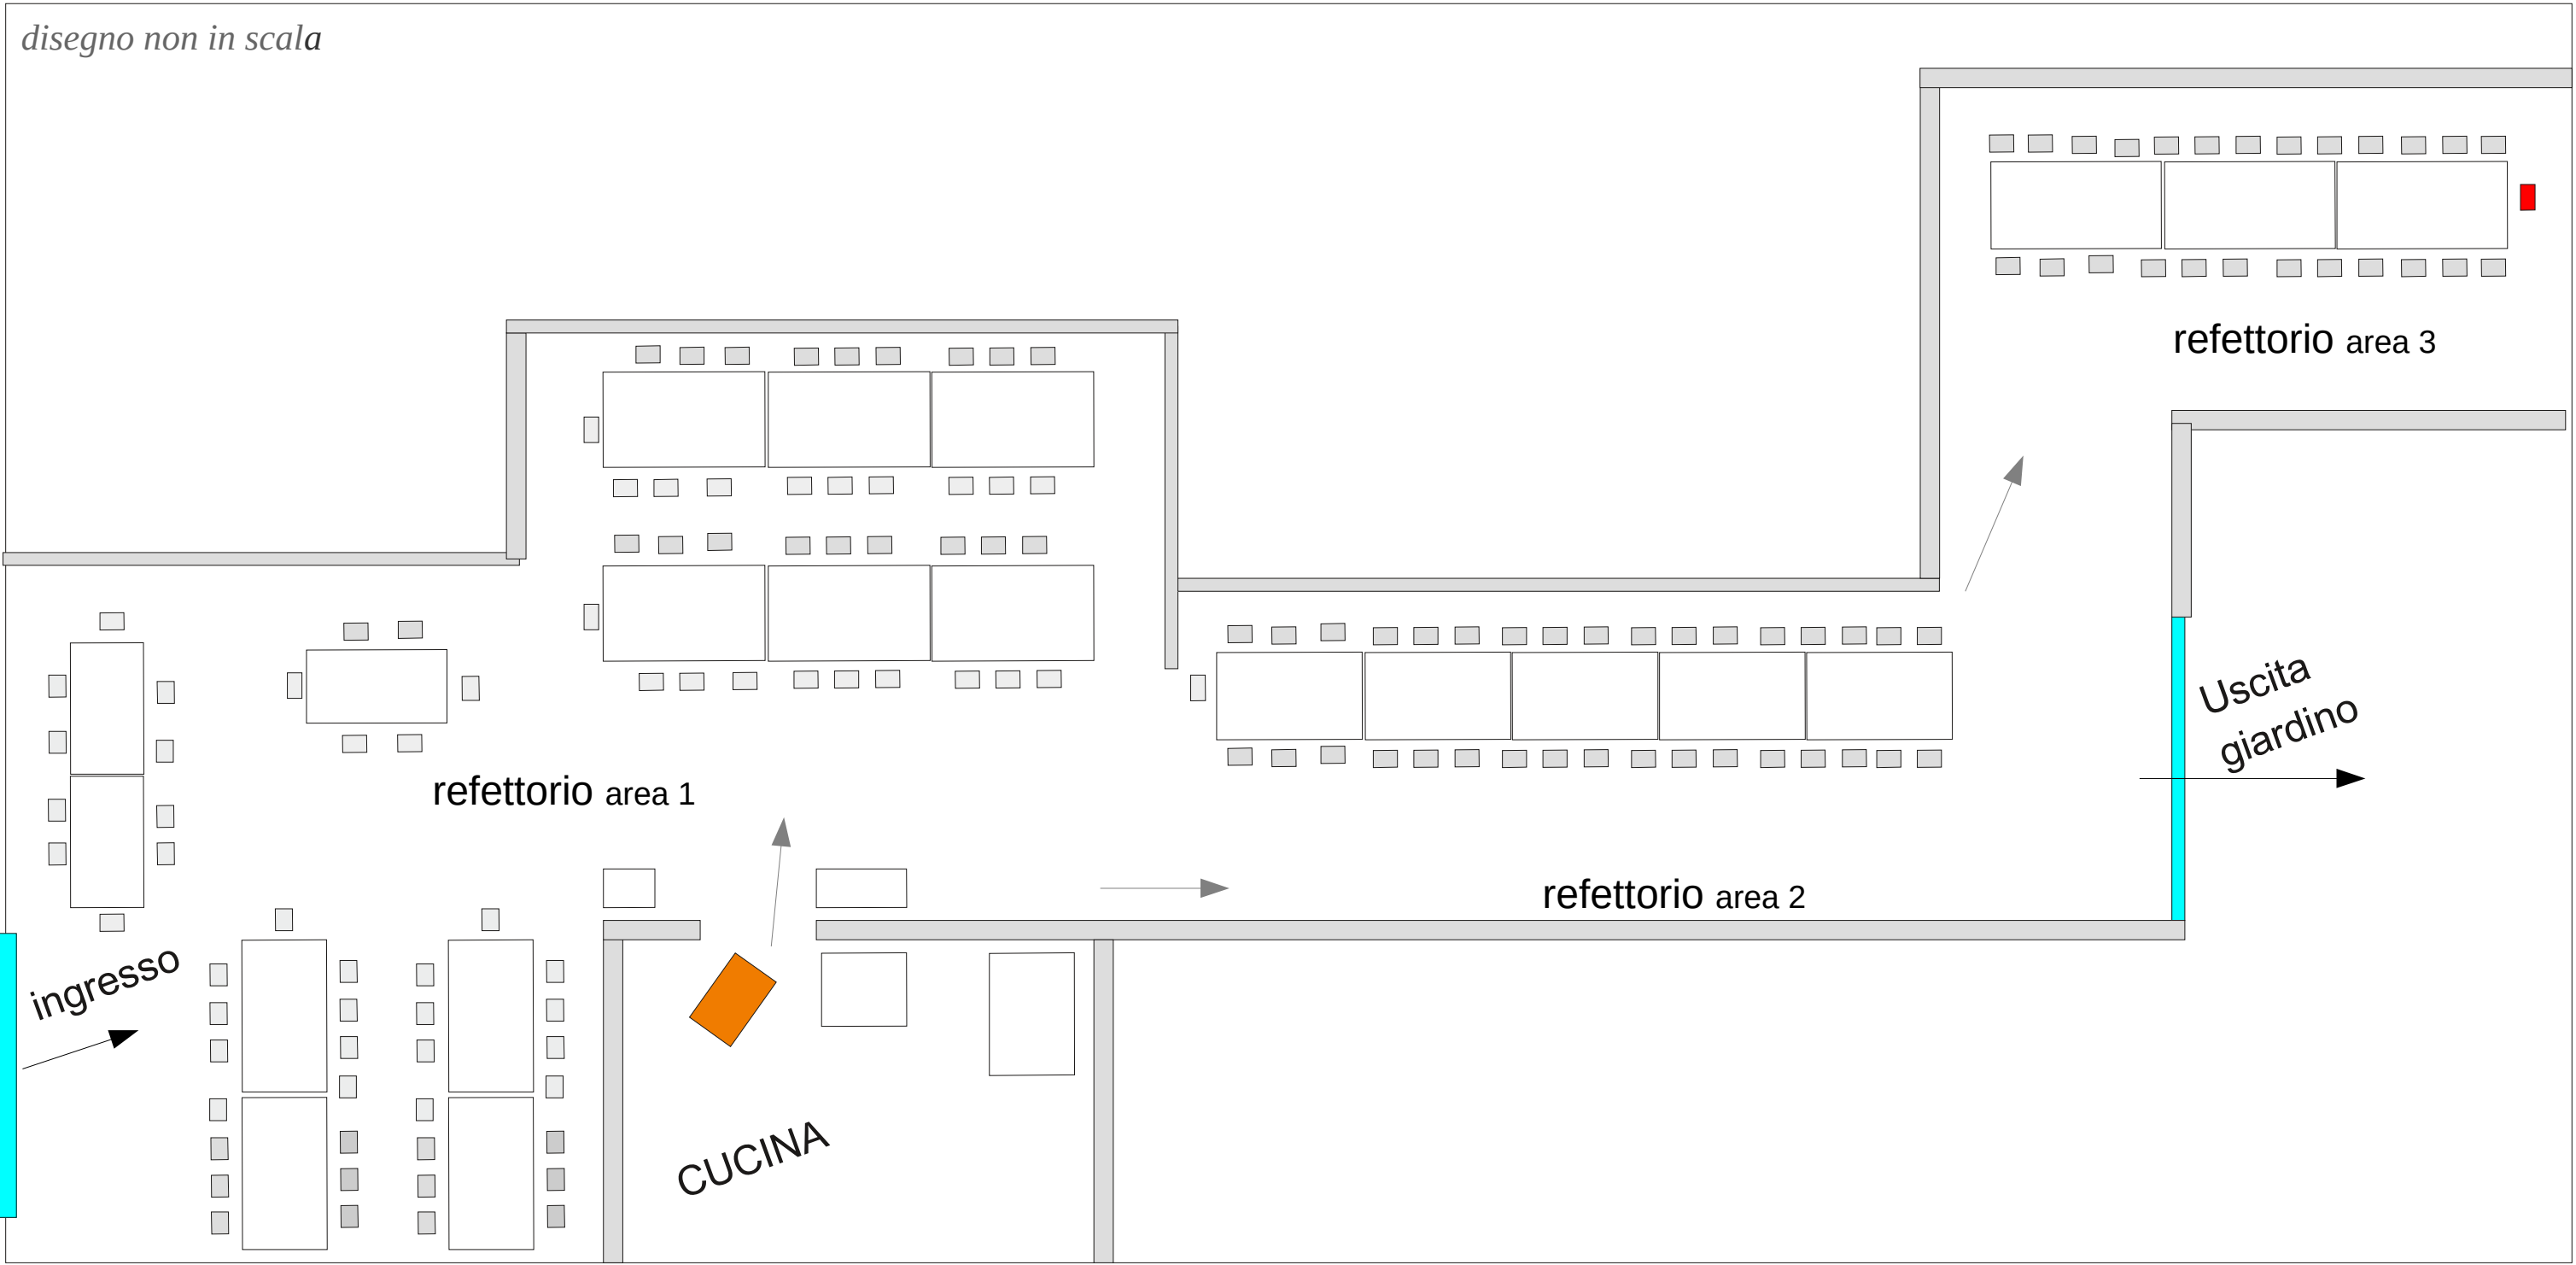 disegno non in scala
refettorio area 3
Uscita
giardino
refettorio area 1
refettorio area 2
ingresso
CUCINA